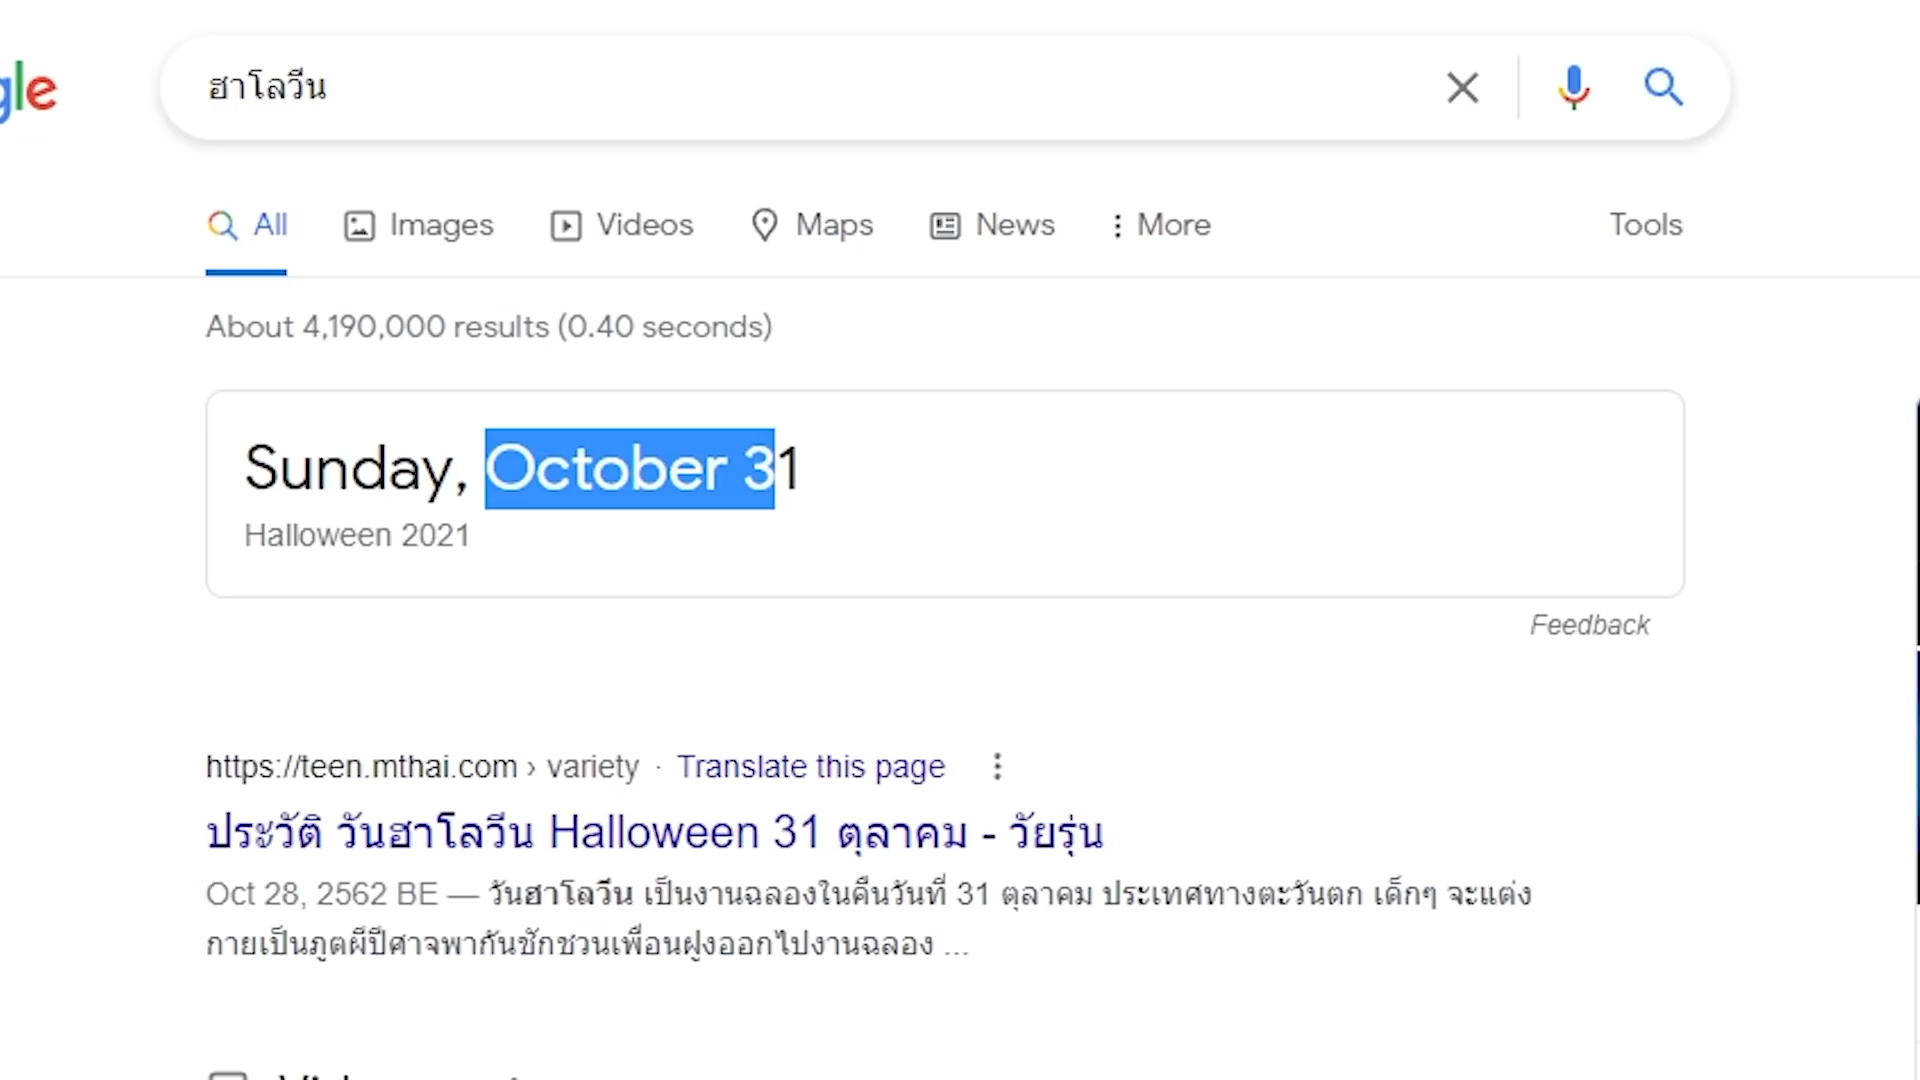 gle
ฮาโลวีน
All Images Videos Maps News More Tools
About 4,190,000 results (0.40 seconds)
Sunday, October 31
Halloween 2021
Feedback
https://teen.mthai.com › variety · Translate this page
ประวัติ วันฮาโลวีน Halloween 31 ตุลาคม - วัยรุ่น
Oct 28, 2562 BE — วันฮาโลวีน เป็นงานฉลองในคืนวันที่ 31 ตุลาคม ประเทศทางตะวันตก เด็กๆ จะแต่ง
กายเป็นภูตผีปีศาจพากันชักชวนเพื่อนฝูงออกไปงานฉลอง ...